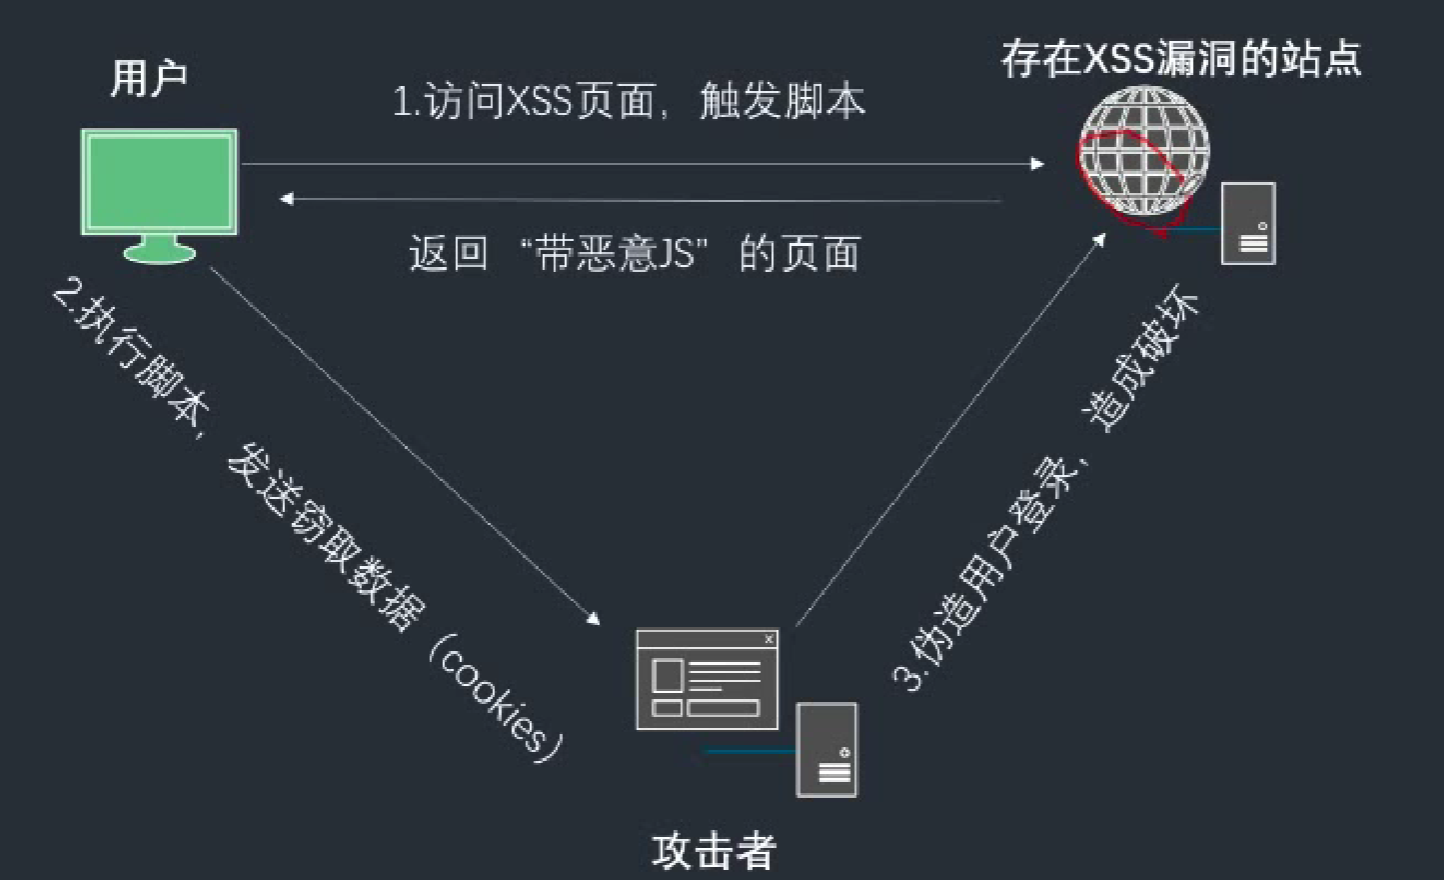 用户
存在XSS漏洞的站点
1.访问XSS页面，触发脚本
返回 “带恶意JS” 的页面
2.执行脚本，发送窃取数据（cookies）
3.伪造用户登录，造成破坏
攻击者